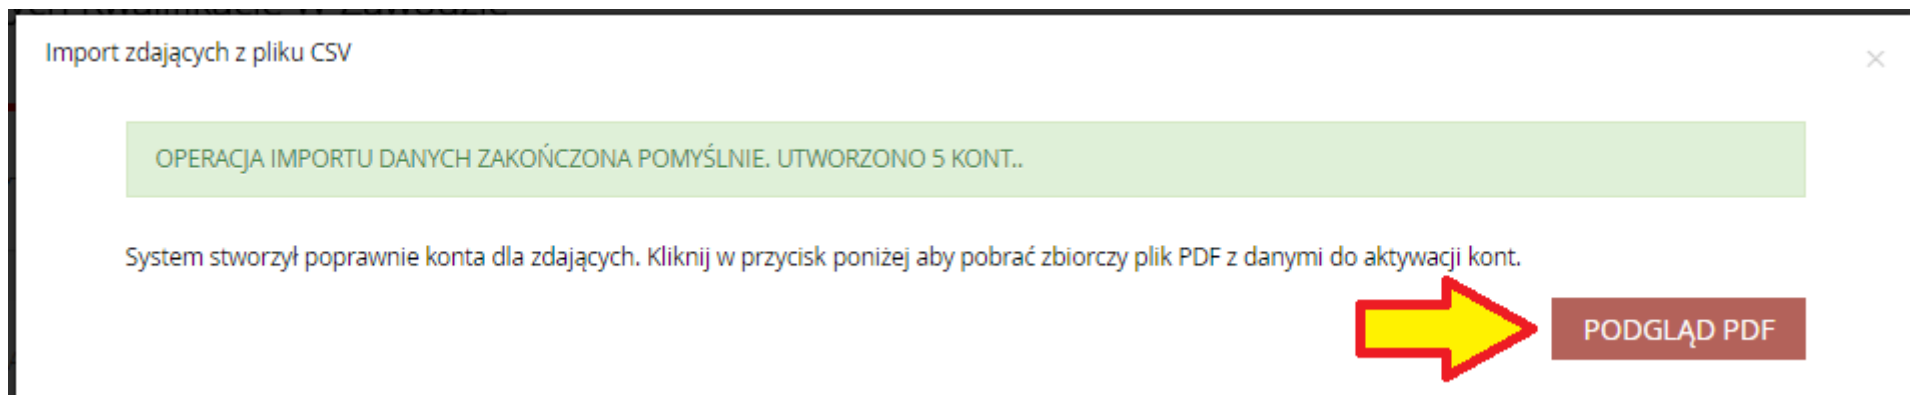 Import zdających z pliku CSV
×
OPERACJA IMPORTU DANYCH ZAKOŃCZONA POMYŚLNIE. UTWORZONO 5 KONT..
System stworzył poprawnie konta dla zdających. Kliknij w przycisk poniżej aby pobrać zbiorczy plik PDF z danymi do aktywacji kont.
PODGLĄD PDF